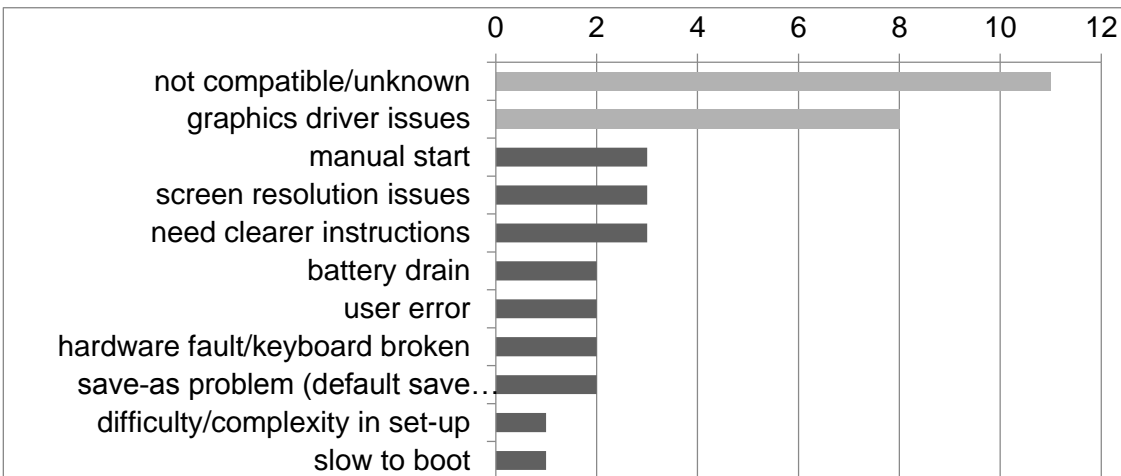 0 2 4 6 8 10 12
not compatible/unknown
graphics driver issues
manual start
screen resolution issues
need clearer instructions
battery drain
user error
hardware fault/keyboard broken
save-as problem (default save…
difficulty/complexity in set-up
slow to boot